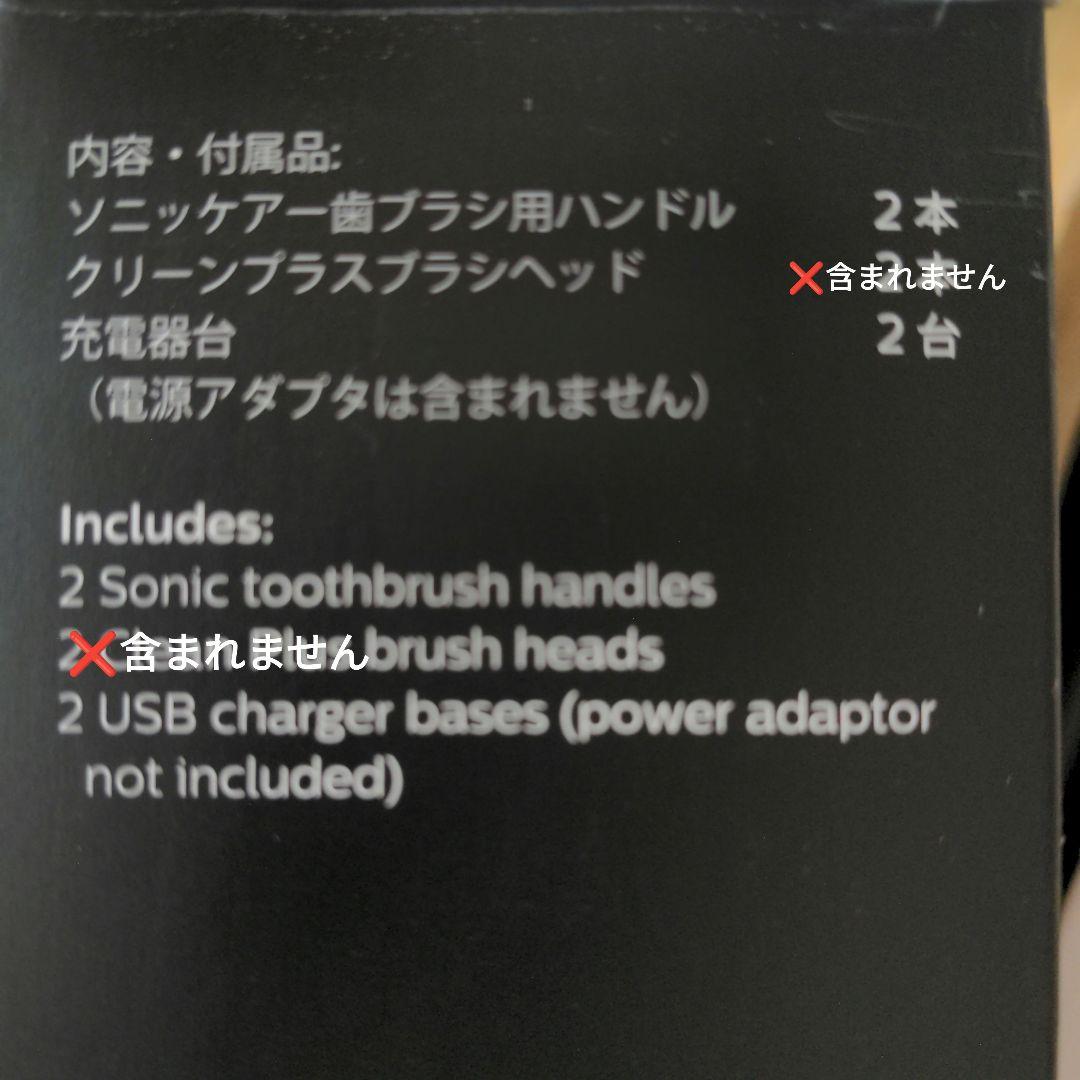 内容・付属品:
ソニッケアー歯ブラシ用ハンドル 2本
クリーンプラスブラシヘッド ❌含まれません
充電器台 2台
（電源アダプタは含まれません）
Includes:
2 Sonic toothbrush handles
2 ❌含まれません brush heads
2 USB charger bases (power adaptor
not included)